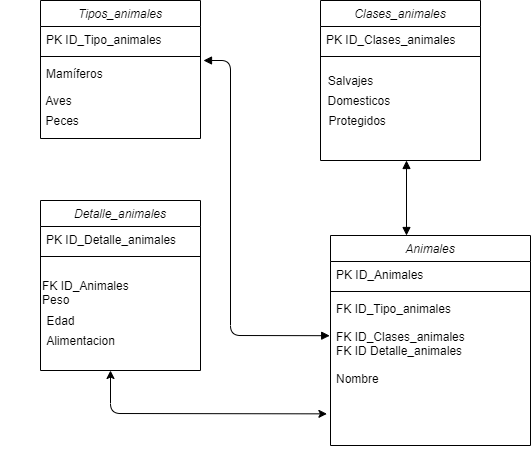 Tipos_animales
PK ID_Tipo_animales
Mamíferos
Aves
Peces
Clases_animales
PK ID_Clases_animales
Salvajes
Domesticos
Protegidos
Detalle_animales
PK ID_Detalle_animales
FK ID_Animales
Peso
Edad
Alimentacion
Animales
PK ID_Animales
FK ID_Tipo_animales
FK ID_Clases_animales
FK ID Detalle_animales
Nombre